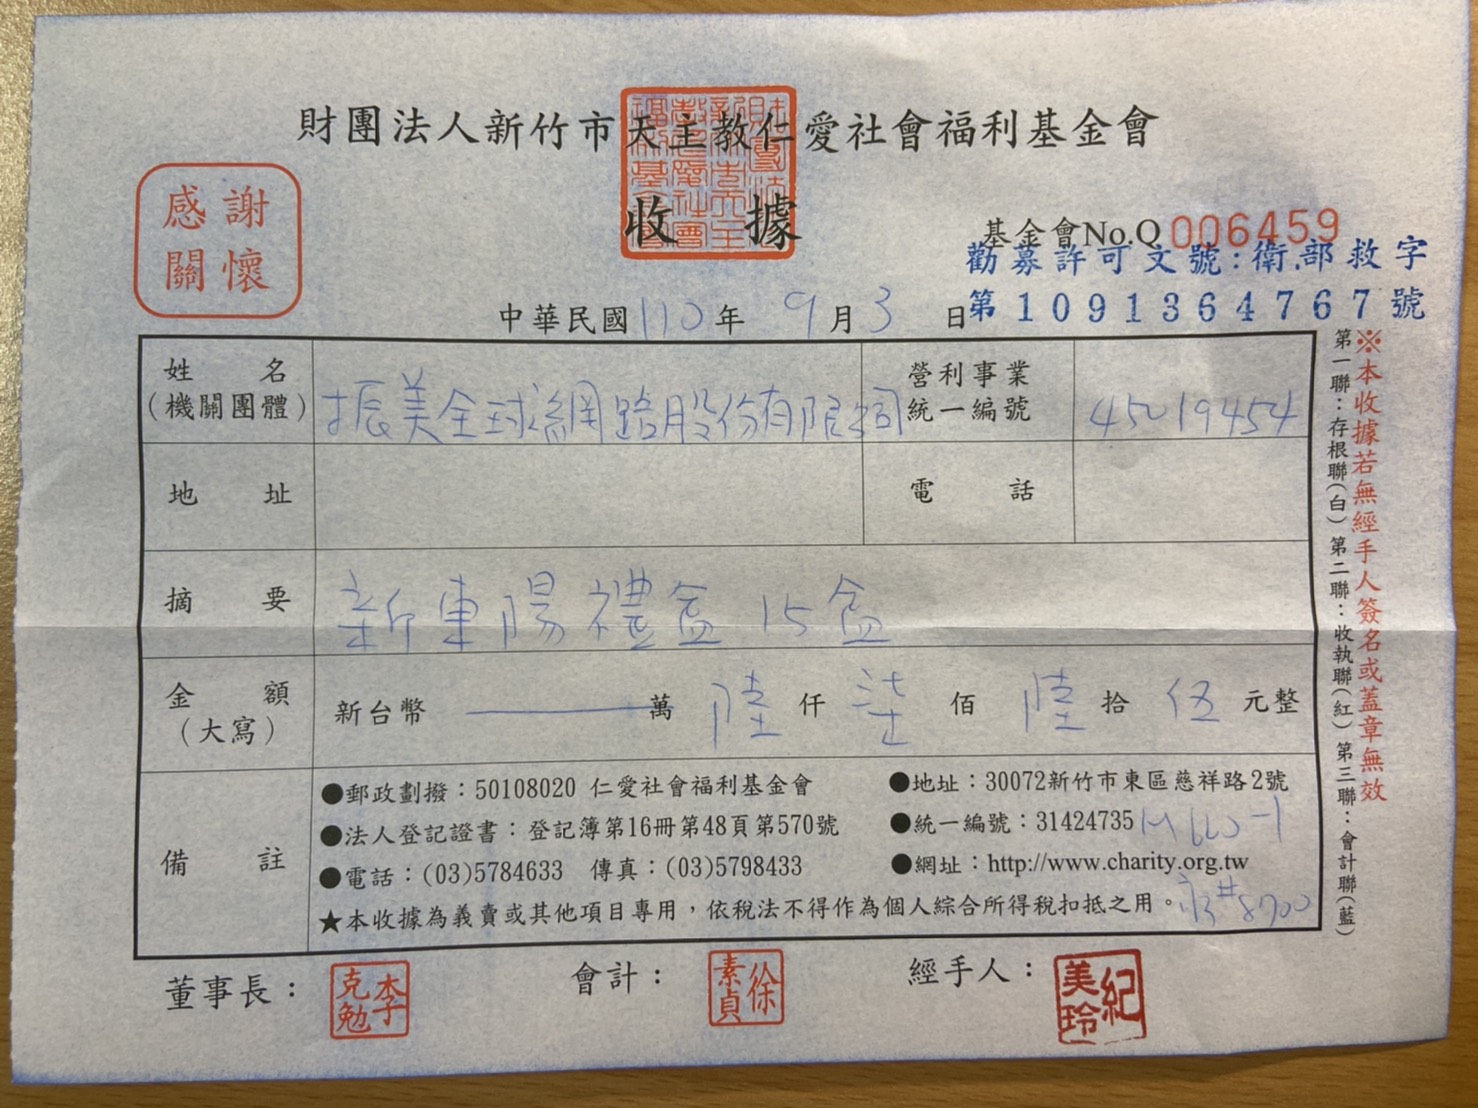 財團法人新竹市天主教仁愛社會福利基金會
收據
感謝
關懷
基金會No.Q 006459
勸募許可文號:衛.部救字
第1091364767號
中華民國110年9月3日
姓名
(機關團體)
振美全球網路股份有限公司
營利事業
統一編號
45019454
地址
電話
摘要
新東陽禮盒15盒
金額
(大寫)
新台幣 萬 陸仟柒佰陸拾伍元整
備註
●郵政劃撥：50108020 仁愛社會福利基金會
●地址：30072新竹市東區慈祥路2號
●法人登記證書：登記簿第16冊第48頁第570號
●統一編號：31424735
●電話：(03)5784633 傳真：(03)5798433
●網址：http://www.charity.org.tw
★本收據為義賣或其他項目專用，依稅法不得作為個人綜合所得稅扣抵之用。
第一聯：存根聯(白) 第二聯：收執聯(紅) 第三聯：會計聯(藍)
※本收據若無經手人簽名或蓋章無效
董事長：李克勉
會計：徐素貞
經手人：紀美玲